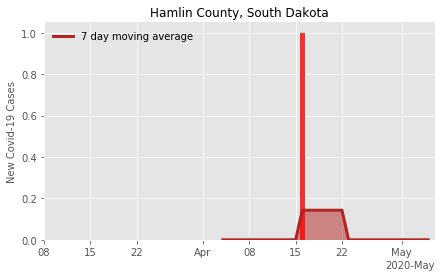 Hamlin County, South Dakota
7 day moving average
New Covid-19 Cases
1.0
0.8
0.6
0.4
0.2
0.0
08 15 22 Apr 08 15 22 May
2020-May